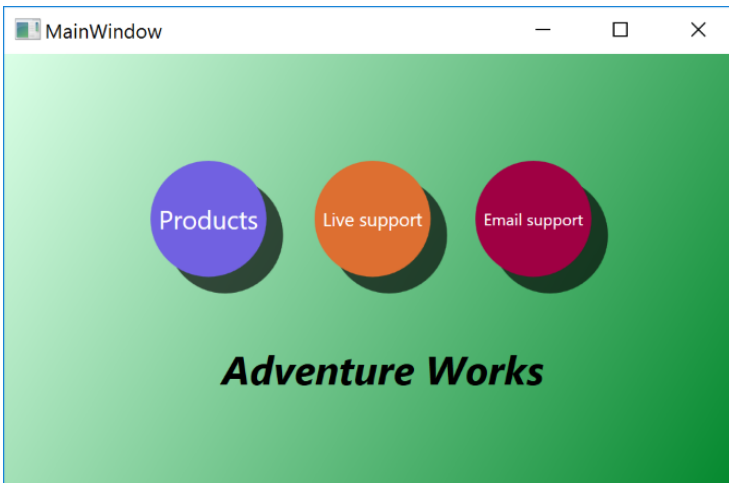 MainWindow
Products
Live support
Email support
Adventure Works